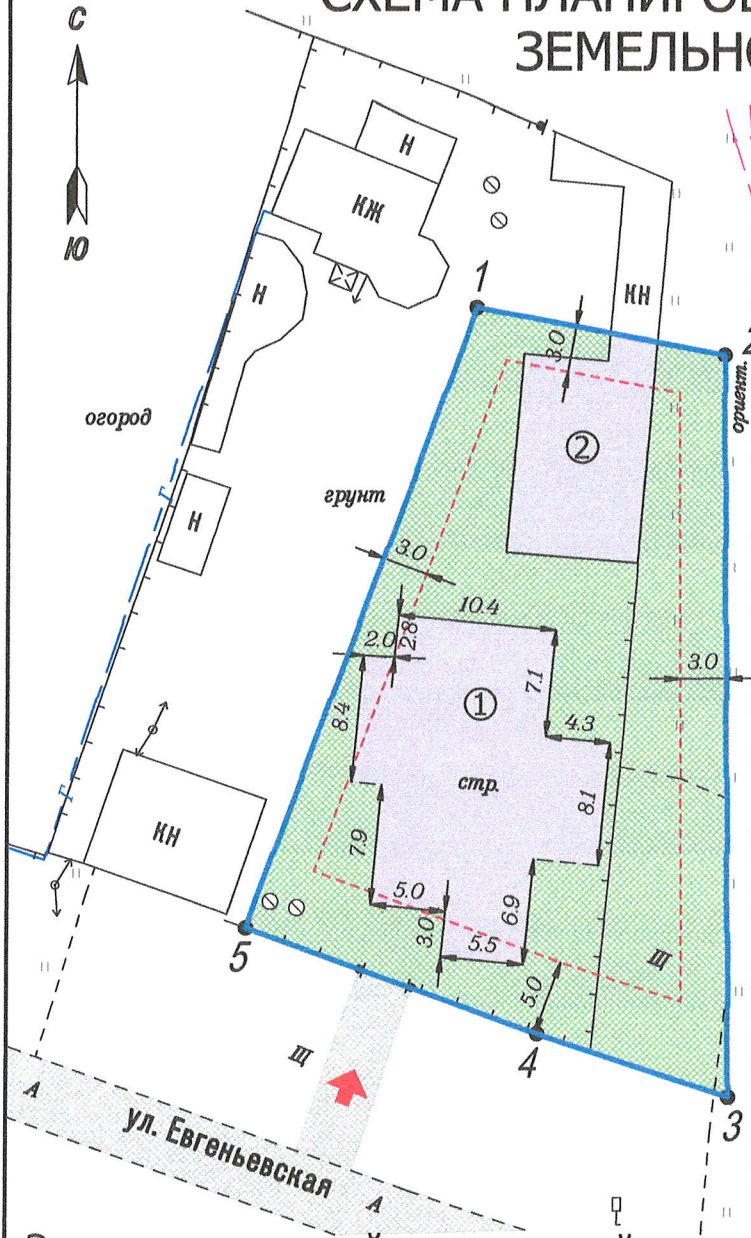 СХЕМА ПЛАНИРОВ
ЗЕМЕЛЬНО
С
Ю
Н
КЖ
Н
1
КН
2
3.0
ориент.
②
огород
Г
грунт
Н
3.0
10.4
2.0
2.8
7.1
3.0
①
8.4
4.3
стр.
8.1
Г
КН
7.9
5.0
6.9
3.0
5.5
Щ
5
5.0
4
Щ
3
А
ул. Евгеньевская
А